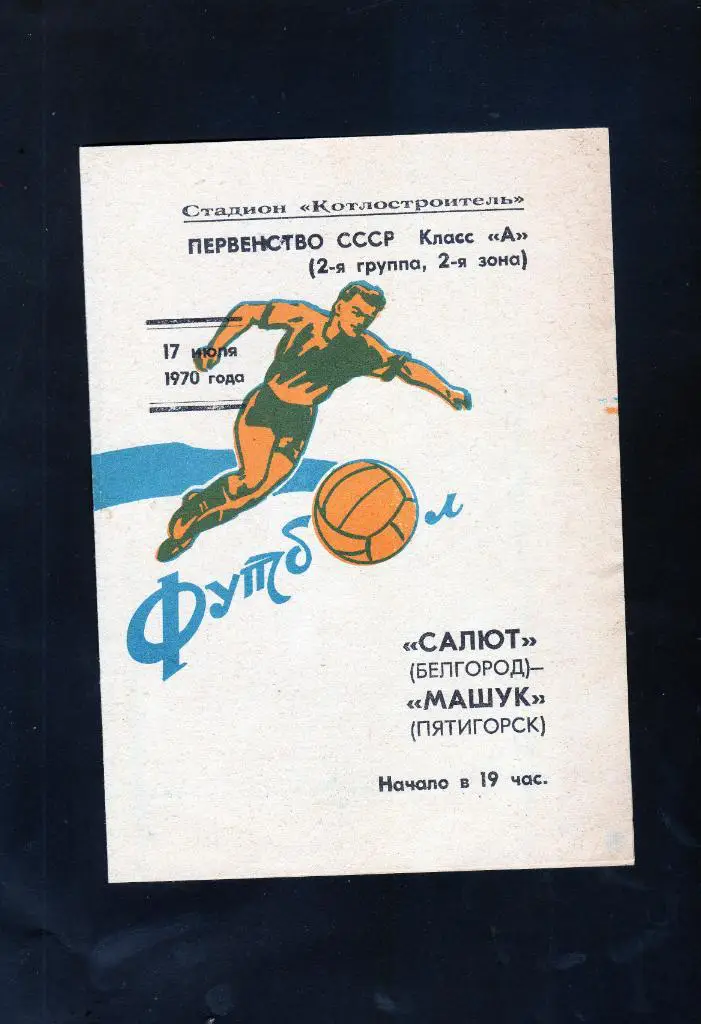 Стадион «Котлостроитель»
ПЕРВЕНСТВО СССР Класс «А»
(2-я группа, 2-я зона)
17 июля
1970 года
Футбол
«САЛЮТ»
(БЕЛГОРОД)–
«МАШУК»
(ПЯТИГОРСК)
Начало в 19 час.